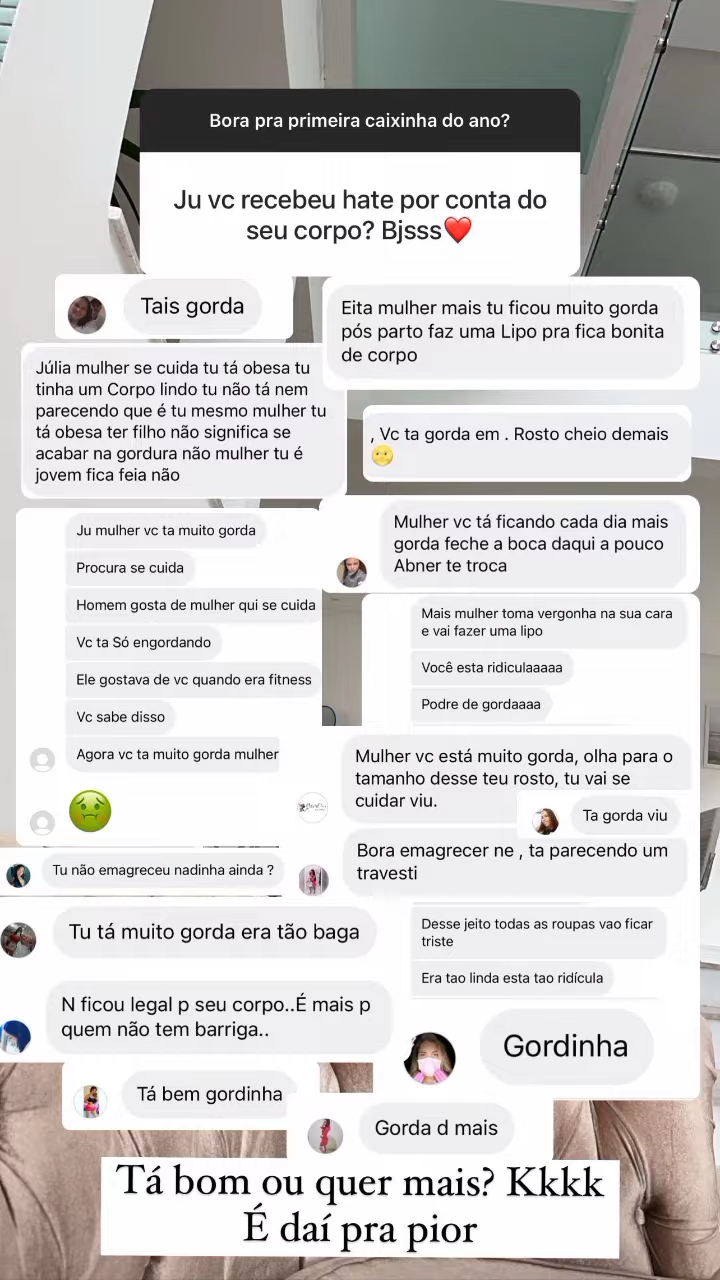 Bora pra primeira caixinha do ano?
Ju vc recebeu hate por conta do
seu corpo? Bjsss❤️
Tais gorda
Eita mulher mais tu ficou muito gorda
pós parto faz uma Lipo pra fica bonita
de corpo
Júlia mulher se cuida tu tá obesa tu
tinha um Corpo lindo tu não tá nem
parecendo que é tu mesmo mulher tu
tá obesa ter filho não significa se
acabar na gordura não mulher tu é
jovem fica feia não
, Vc ta gorda em . Rosto cheio demais
🫤
Ju mulher vc ta muito gorda
Procura se cuida
Homem gosta de mulher qui se cuida
Vc ta Só engordando
Ele gostava de vc quando era fitness
Vc sabe disso
Agora vc ta muito gorda mulher
🤢
Mulher vc tá ficando cada dia mais
gorda feche a boca daqui a pouco
Abner te troca
Mais mulher toma vergonha na sua cara
e vai fazer uma lipo
Você esta ridiculaaaaa
Podre de gordaaaa
Mulher vc está muito gorda, olha para o
tamanho desse teu rosto, tu vai se
cuidar viu.
Ta gorda viu
Tu não emagreceu nadinha ainda ?
Bora emagrecer ne , ta parecendo um
travesti
Tu tá muito gorda era tão baga
Desse jeito todas as roupas vao ficar
triste
Era tao linda esta tao ridícula
N ficou legal p seu corpo..É mais p
quem não tem barriga..
Gordinha
Tá bem gordinha
Gorda d mais
Tá bom ou quer mais? Kkkk
É daí pra pior